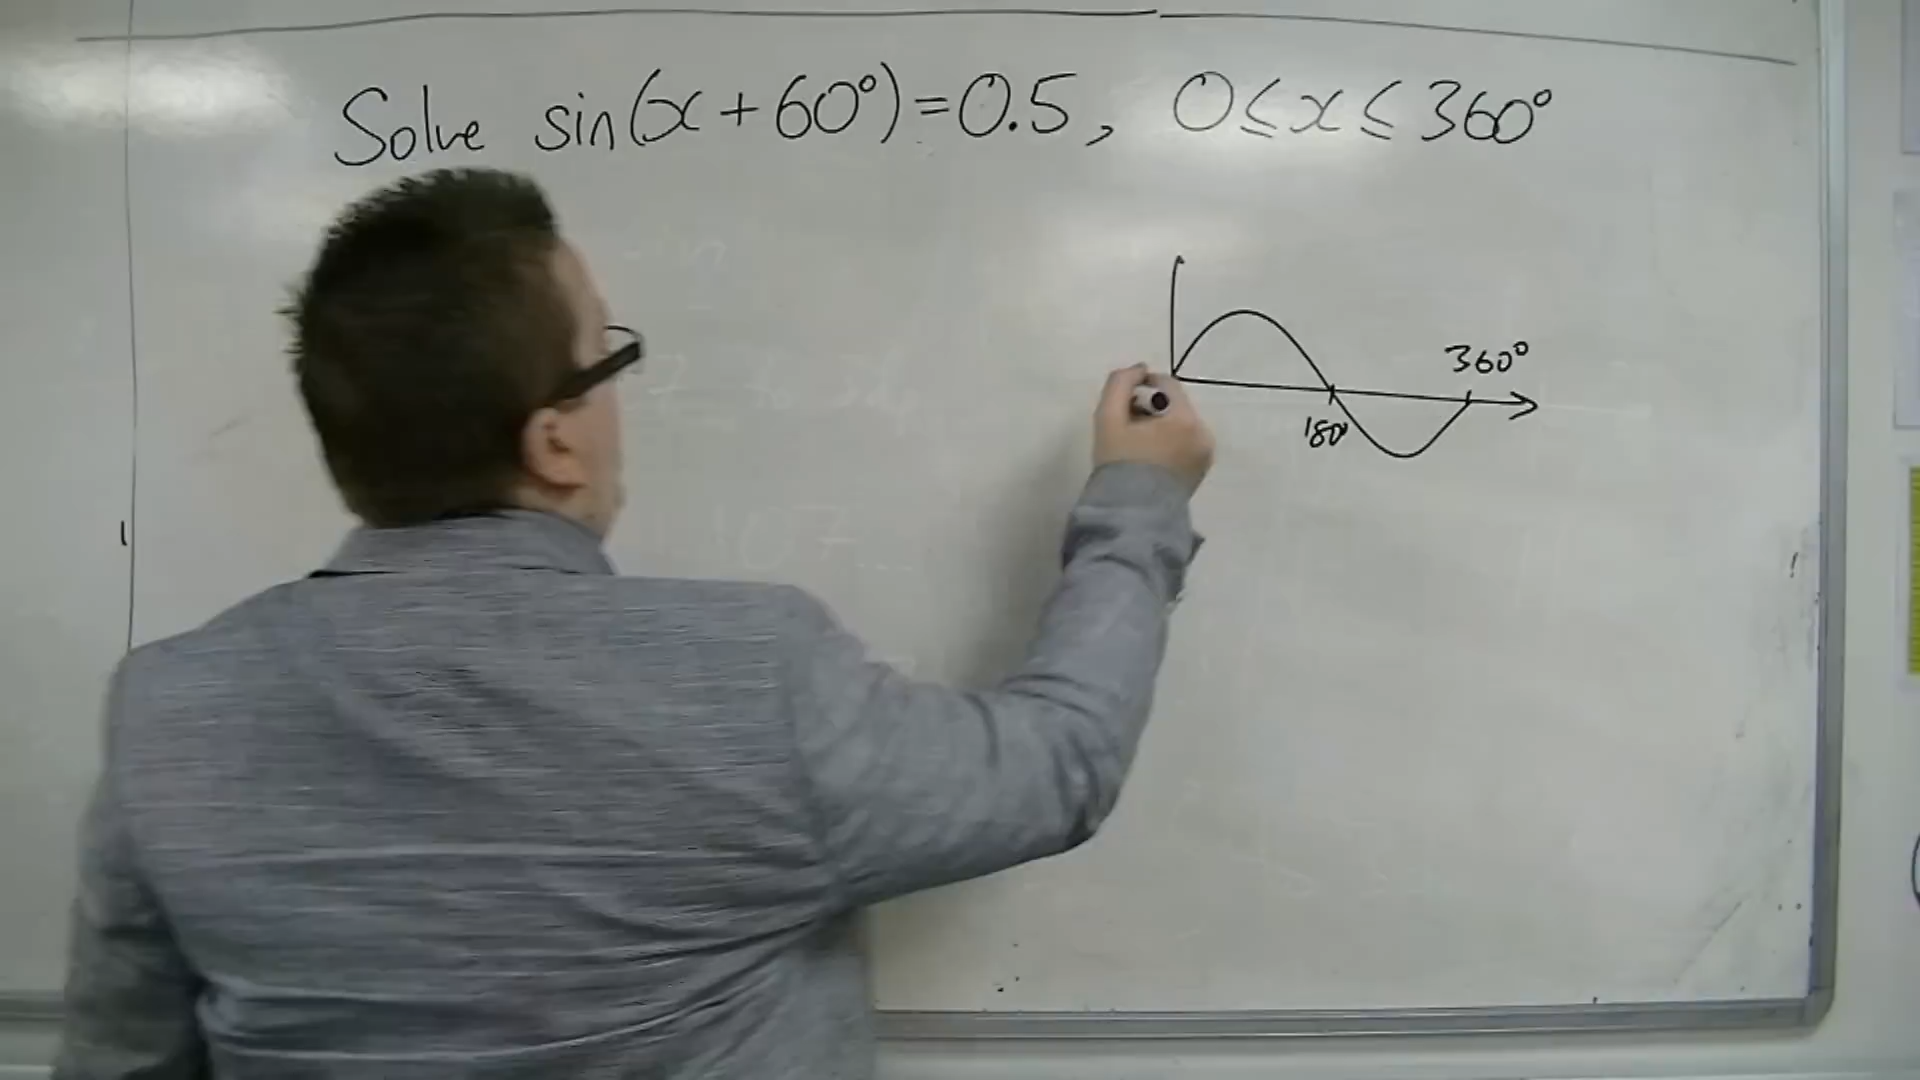 Solve sin(x + 60°) = 0.5, 0 ≤ x ≤ 360°
360°
180°